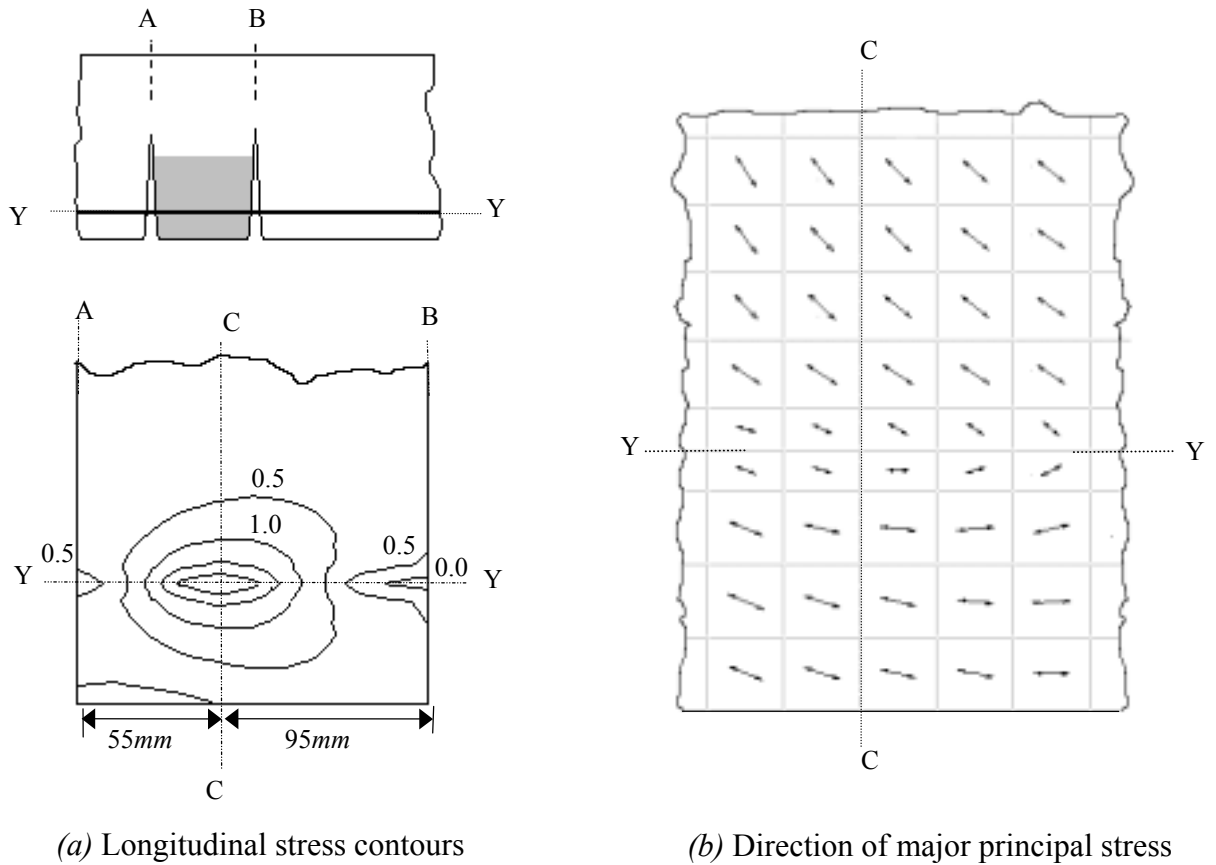 A
B
Y
Y
A
C
B
0.5
1.0
0.5
0.5
0.0
Y
Y
55mm
95mm
C
(a) Longitudinal stress contours
C
Y
Y
C
(b) Direction of major principal stress